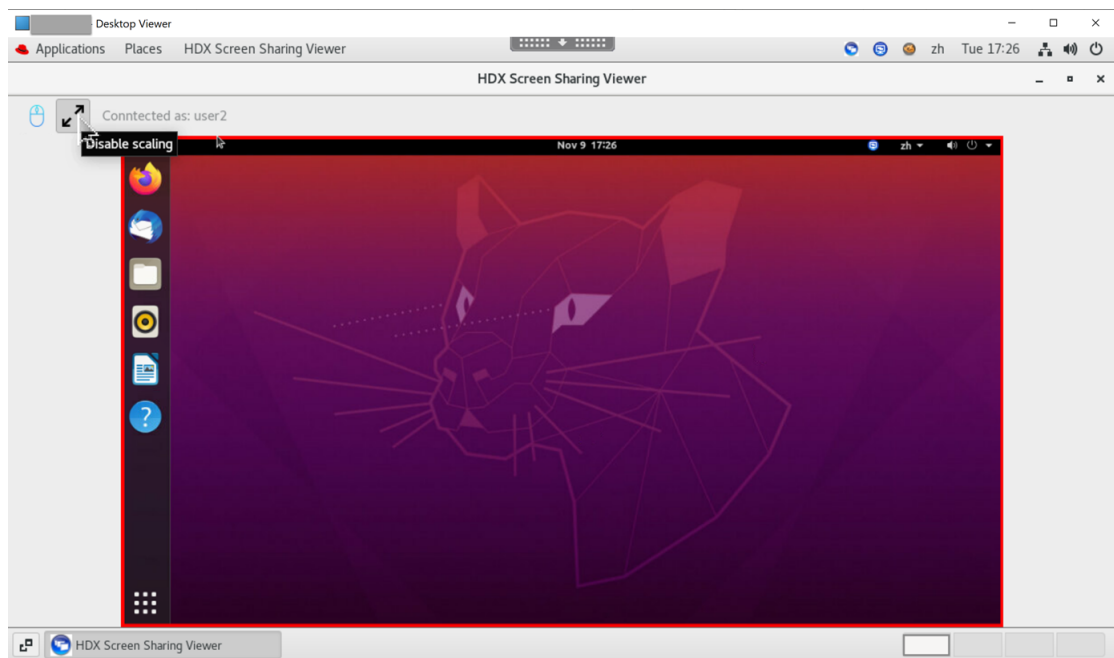 - Desktop Viewer
Applications Places HDX Screen Sharing Viewer zh Tue 17:26
HDX Screen Sharing Viewer
Conntected as: user2
Disable scaling
Nov 9 17:26 zh
?
HDX Screen Sharing Viewer